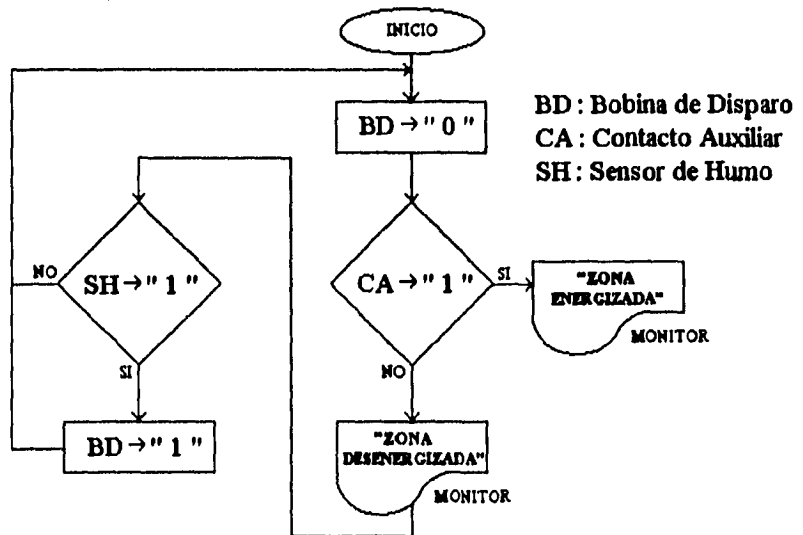 INICIO
BD → " 0 "
BD : Bobina de Disparo
CA : Contacto Auxiliar
SH : Sensor de Humo
CA → " 1 "
SI
"ZONA
ENERGIZADA"
MONITOR
NO
"ZONA
DESENERGIZADA"
MONITOR
SH → " 1 "
NO
SI
BD → " 1 "